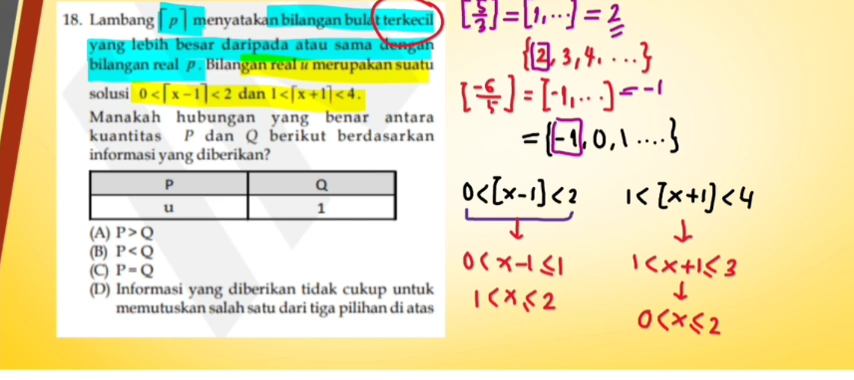 18. Lambang ⌈p⌉ menyatakan bilangan bulat terkecil
yang lebih besar daripada atau sama dengan
bilangan real p. Bilangan real u merupakan suatu
solusi 0 < ⌈x – 1⌉ < 2 dan 1 < ⌈x + 1⌉ < 4.
Manakah hubungan yang benar antara
kuantitas P dan Q berikut berdasarkan
informasi yang diberikan?
P Q
u 1
(A) P > Q
(B) P < Q
(C) P = Q
(D) Informasi yang diberikan tidak cukup untuk
memutuskan salah satu dari tiga pilihan di atas
[5/3] = [1,...] = 2
{2, 3, 4, ...}
[-6/5] = [-1,...] = -1
= {-1, 0, 1 ....}
0 < [x-1] < 2
↓
0 < x-1 ≤ 1
1 < x ≤ 2
1 < [x+1] < 4
↓
1 < x+1 ≤ 3
↓
0 < x ≤ 2